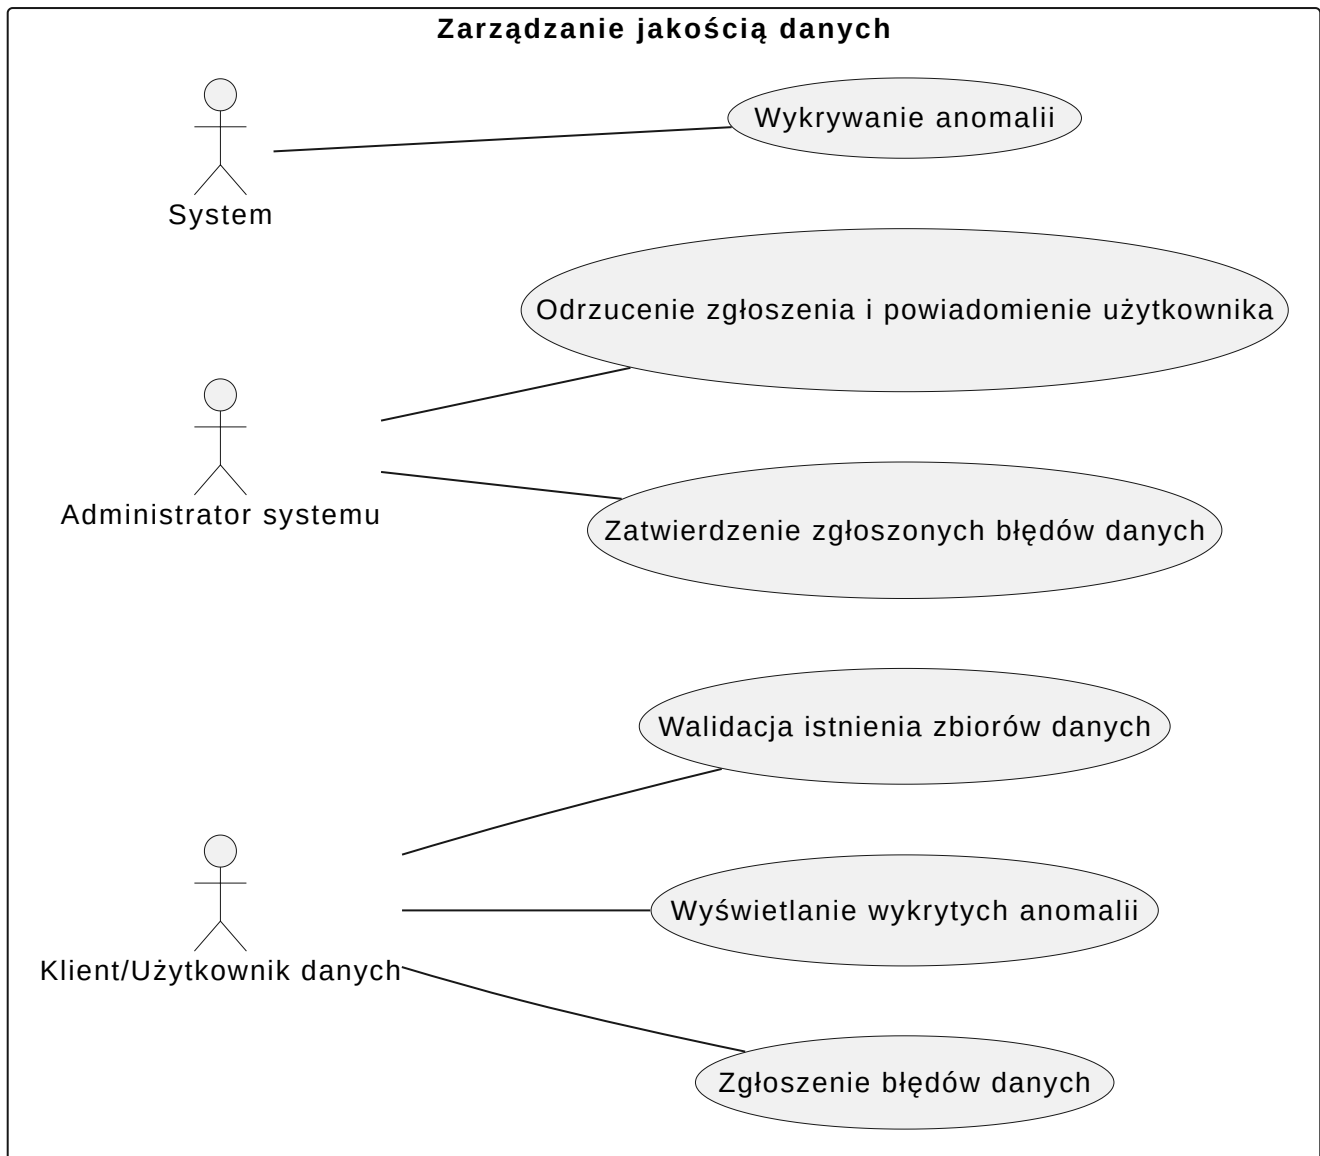 Zarządzanie jakością danych
Wykrywanie anomalii
System
Odrzucenie zgłoszenia i powiadomienie użytkownika
Administrator systemu
Zatwierdzenie zgłoszonych błędów danych
Walidacja istnienia zbiorów danych
Wyświetlanie wykrytych anomalii
Klient/Użytkownik danych
Zgłoszenie błędów danych